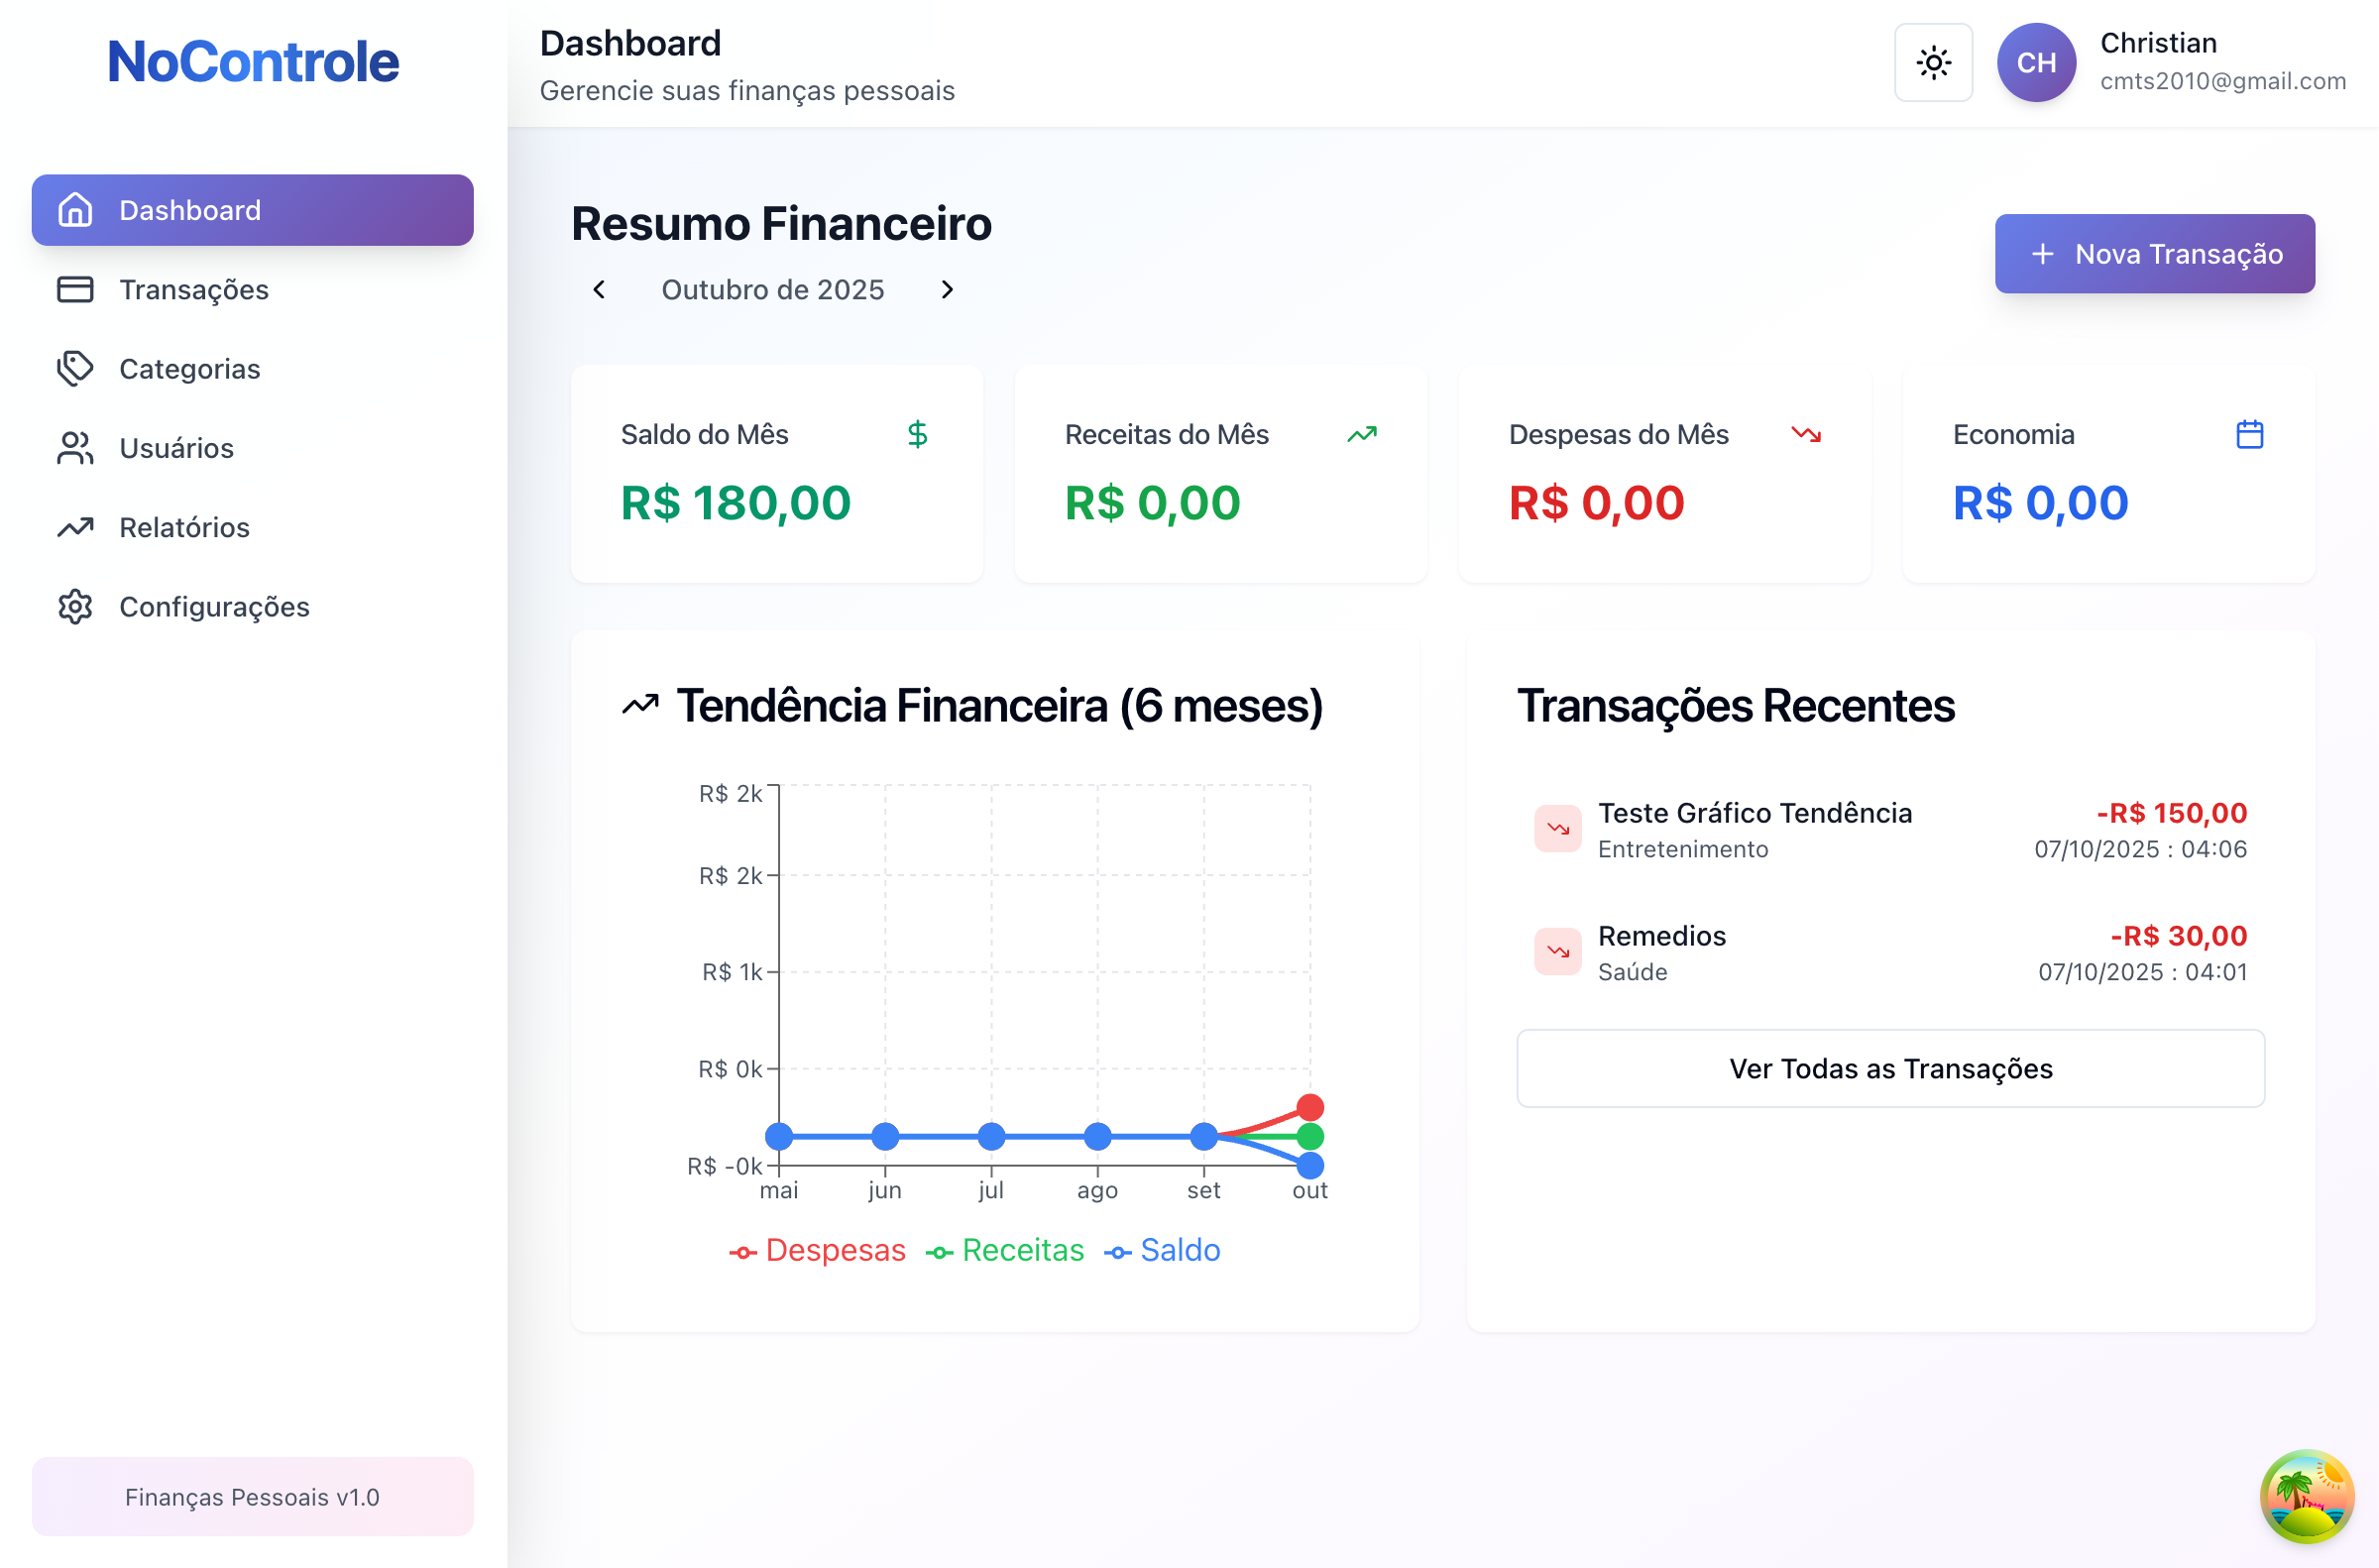 NoControle
Dashboard
Transações
Categorias
Usuários
Relatórios
Configurações
Finanças Pessoais v1.0
Dashboard
Gerencie suas finanças pessoais
CH
Christian
cmts2010@gmail.com
Resumo Financeiro
Outubro de 2025
+ Nova Transação
Saldo do Mês
$
R$ 180,00
Receitas do Mês
R$ 0,00
Despesas do Mês
R$ 0,00
Economia
R$ 0,00
Tendência Financeira (6 meses)
R$ 2k
R$ 2k
R$ 1k
R$ 0k
R$ -0k
mai jun jul ago set out
Despesas Receitas Saldo
Transações Recentes
Teste Gráfico Tendência -R$ 150,00
Entretenimento 07/10/2025 : 04:06
Remedios -R$ 30,00
Saúde 07/10/2025 : 04:01
Ver Todas as Transações